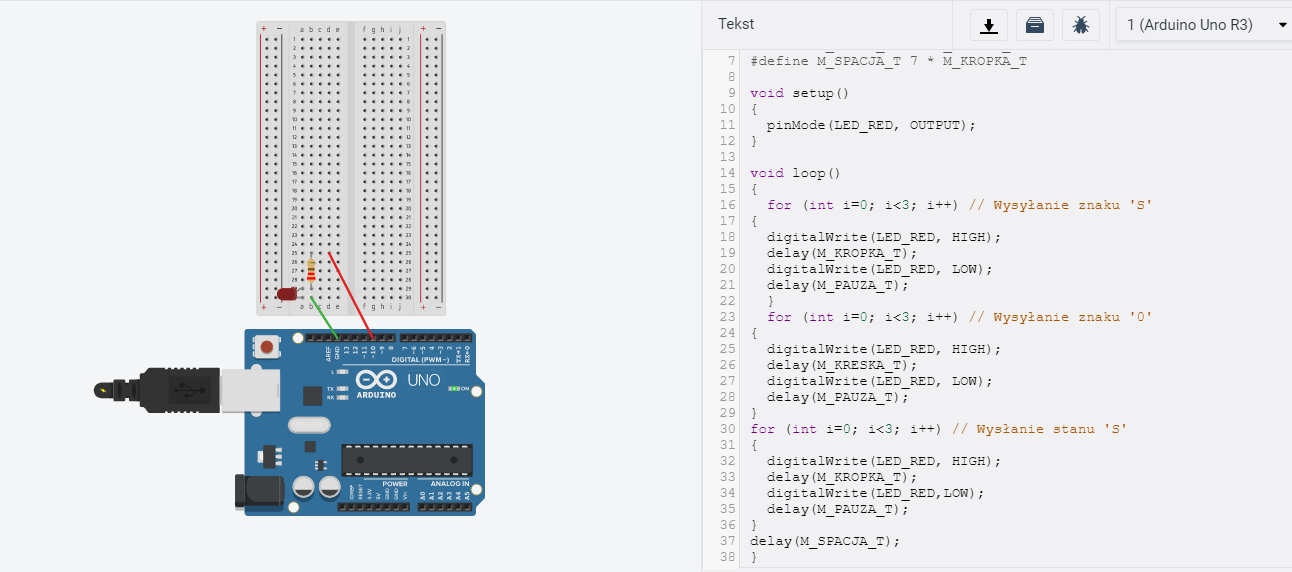 Tekst
1 (Arduino Uno R3)
7 #define M_SPACJA_T 7 * M_KROPKA_T
8
9 void setup()
10 {
11 pinMode(LED_RED, OUTPUT);
12 }
13
14 void loop()
15 {
16 for (int i=0; i<3; i++) // Wysyłanie znaku 'S'
17 {
18 digitalWrite(LED_RED, HIGH);
19 delay(M_KROPKA_T);
20 digitalWrite(LED_RED, LOW);
21 delay(M_PAUZA_T);
22 }
23 for (int i=0; i<3; i++) // Wysyłanie znaku '0'
24 {
25 digitalWrite(LED_RED, HIGH);
26 delay(M_KRESKA_T);
27 digitalWrite(LED_RED, LOW);
28 delay(M_PAUZA_T);
29 }
30 for (int i=0; i<3; i++) // Wysłanie stanu 'S'
31 {
32 digitalWrite(LED_RED, HIGH);
33 delay(M_KROPKA_T);
34 digitalWrite(LED_RED,LOW);
35 delay(M_PAUZA_T);
36 }
37 delay(M_SPACJA_T);
38 }
a b c d e f g h i j
AREF
GND
13
12
~11
~10
~9
8
7
~6
~5
4
~3
2
TX→1
RX←0
DIGITAL (PWM~)
L
TX
RX
ARDUINO
UNO
ON
IOREF
RESET
3.3V
5V
GND
GND
Vin
POWER
ANALOG IN
A0
A1
A2
A3
A4
A5